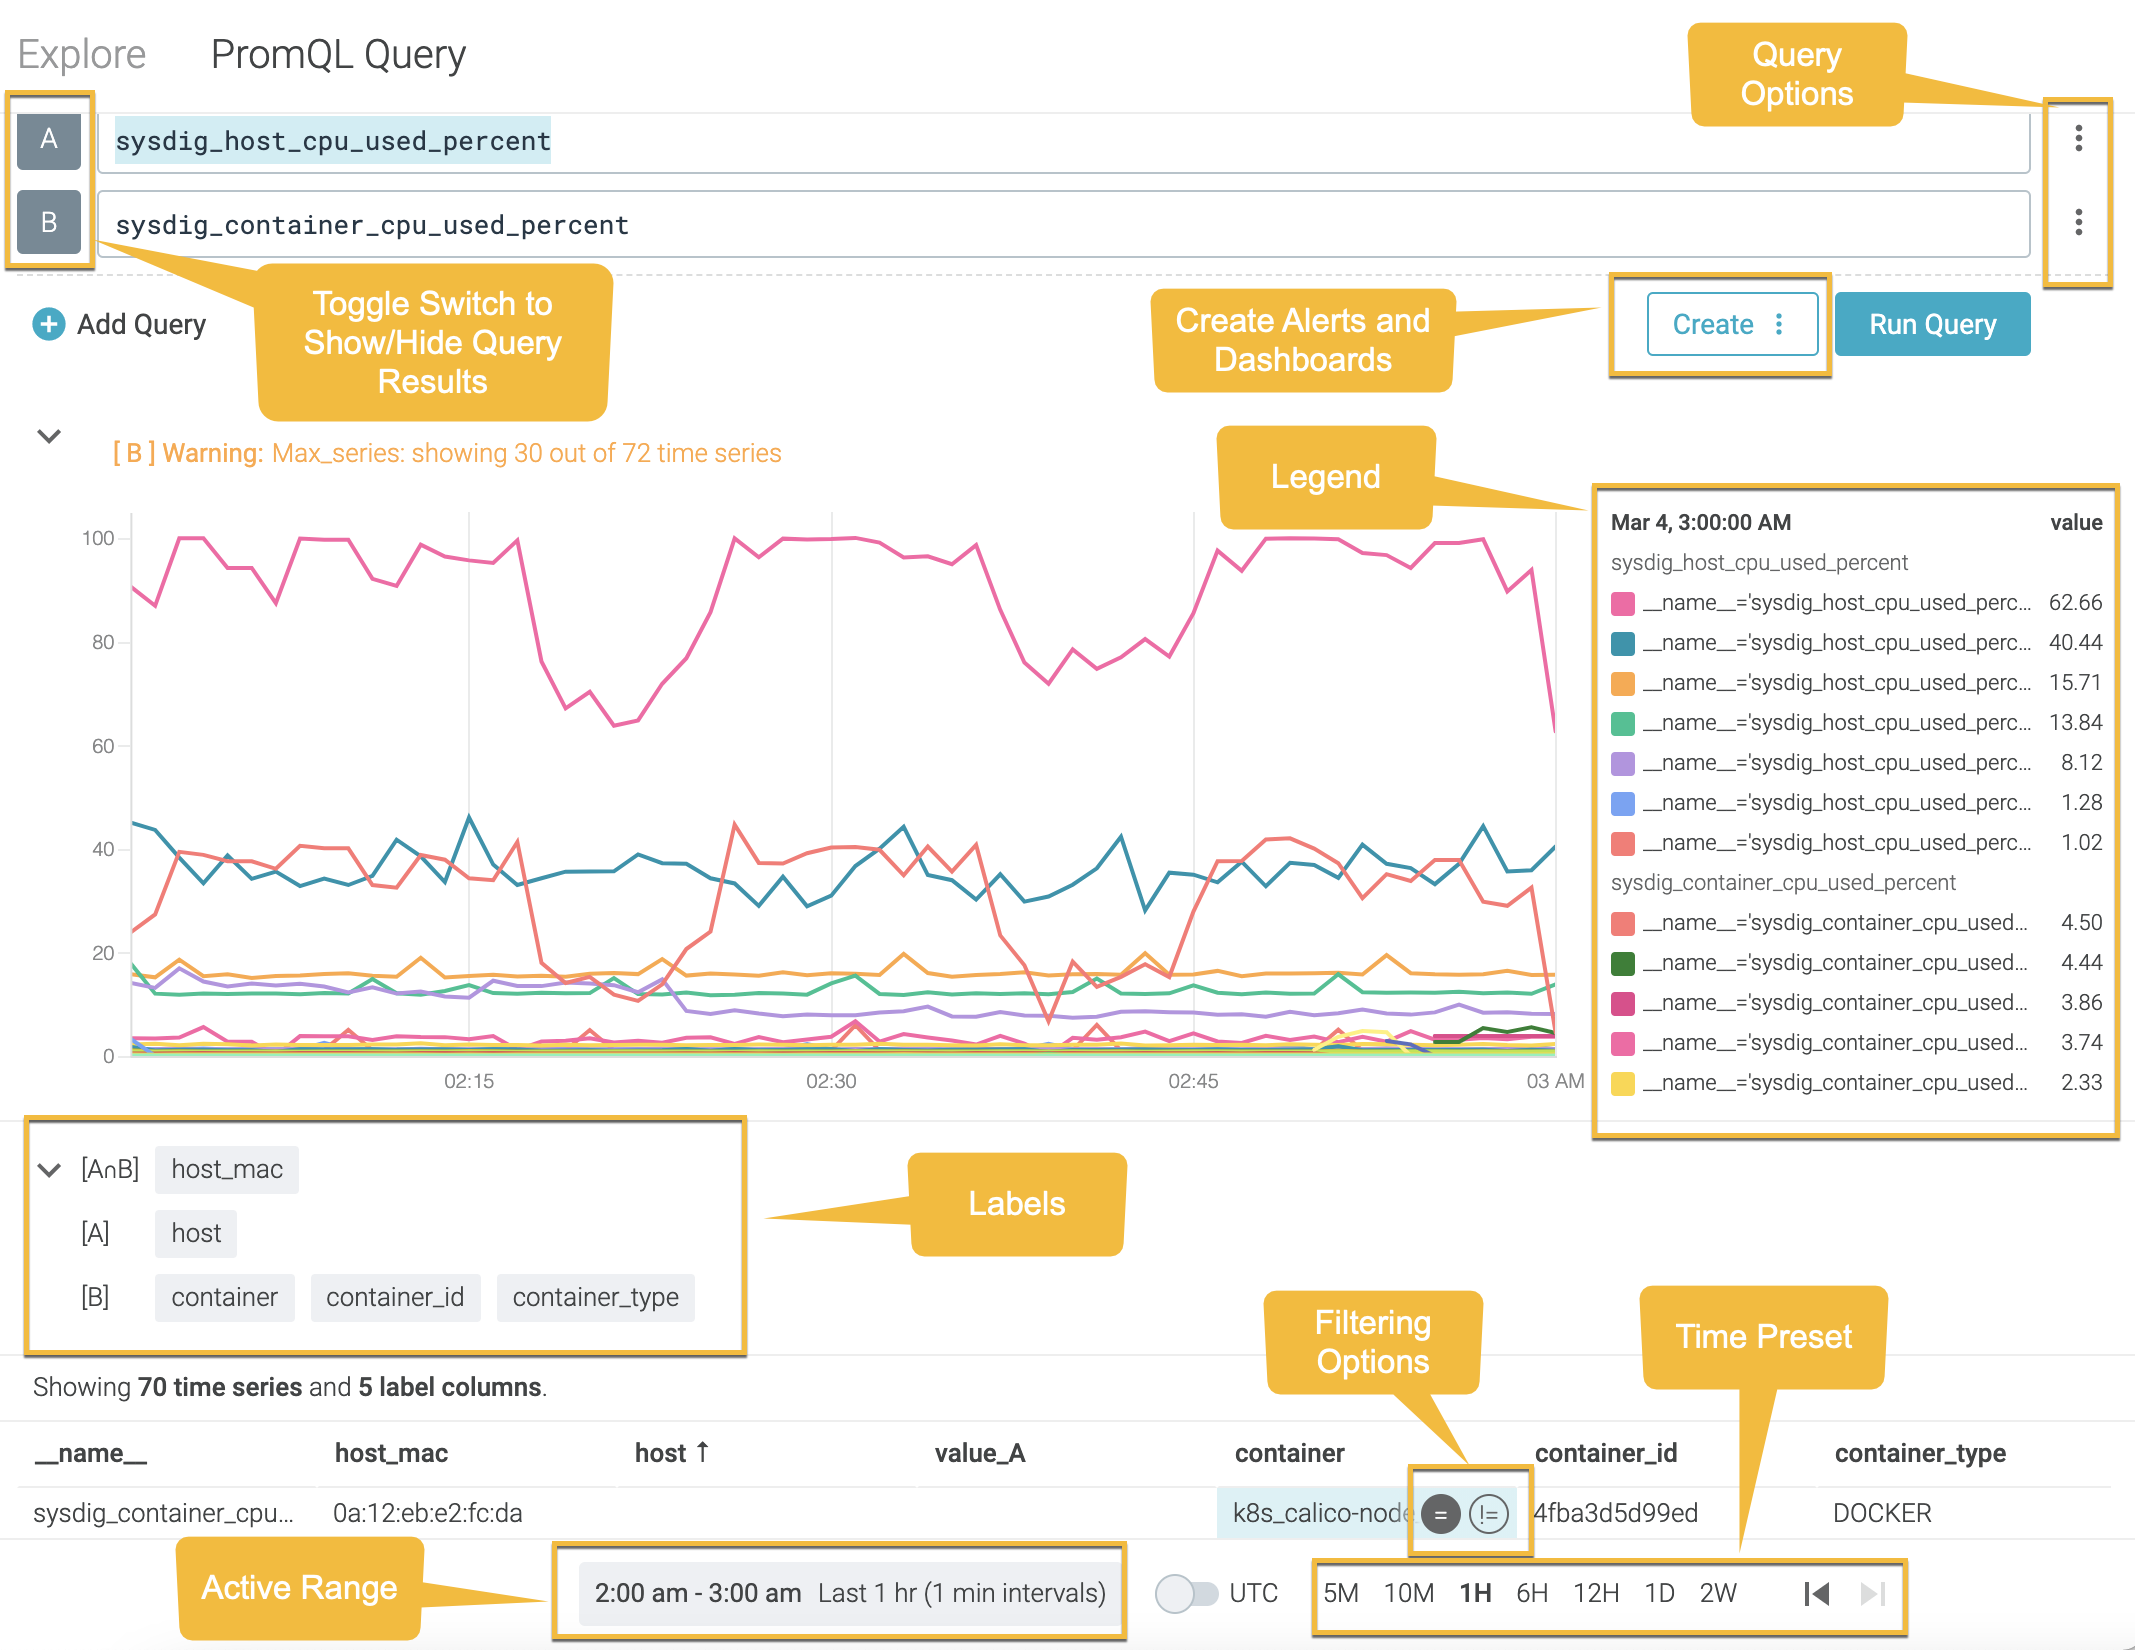 Explore PromQL Query
Query
Options
A sysdig_host_cpu_used_percent
B sysdig_container_cpu_used_percent
Toggle Switch to
Show/Hide Query
Results
Add Query
Create Alerts and
Dashboards
Create Run Query
[ B ] Warning: Max_series: showing 30 out of 72 time series
Legend
100
80
60
40
20
0
02:15 02:30 02:45 03 AM
Mar 4, 3:00:00 AM value
sysdig_host_cpu_used_percent
__name__='sysdig_host_cpu_used_perc... 62.66
__name__='sysdig_host_cpu_used_perc... 40.44
__name__='sysdig_host_cpu_used_perc... 15.71
__name__='sysdig_host_cpu_used_perc... 13.84
__name__='sysdig_host_cpu_used_perc... 8.12
__name__='sysdig_host_cpu_used_perc... 1.28
__name__='sysdig_host_cpu_used_perc... 1.02
sysdig_container_cpu_used_percent
__name__='sysdig_container_cpu_used... 4.50
__name__='sysdig_container_cpu_used... 4.44
__name__='sysdig_container_cpu_used... 3.86
__name__='sysdig_container_cpu_used... 3.74
__name__='sysdig_container_cpu_used... 2.33
[A∩B] host_mac
[A] host
[B] container container_id container_type
Labels
Filtering
Options
Time Preset
Showing 70 time series and 5 label columns.
__name__ host_mac host ↑ value_A container container_id container_type
sysdig_container_cpu... 0a:12:eb:e2:fc:da k8s_calico-node = != 4fba3d5d99ed DOCKER
Active Range
2:00 am - 3:00 am Last 1 hr (1 min intervals) UTC 5M 10M 1H 6H 12H 1D 2W